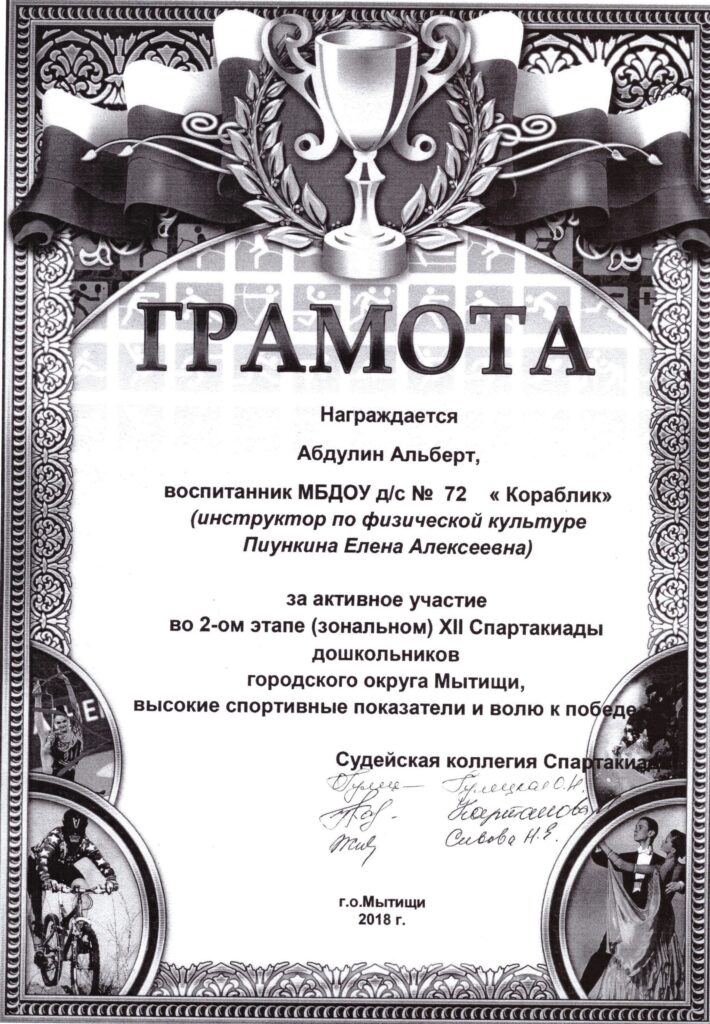 ГРАМОТА
Награждается
Абдулин Альберт,
воспитанник МБДОУ д/с № 72 « Кораблик»
(инструктор по физической культуре
Пиункина Елена Алексеевна)
за активное участие
во 2-ом этапе (зональном) XII Спартакиады
дошкольников
городского округа Мытищи,
высокие спортивные показатели и волю к победе
Судейская коллегия Спартакиады
Сивова Н.Е.
г.о.Мытищи
2018 г.